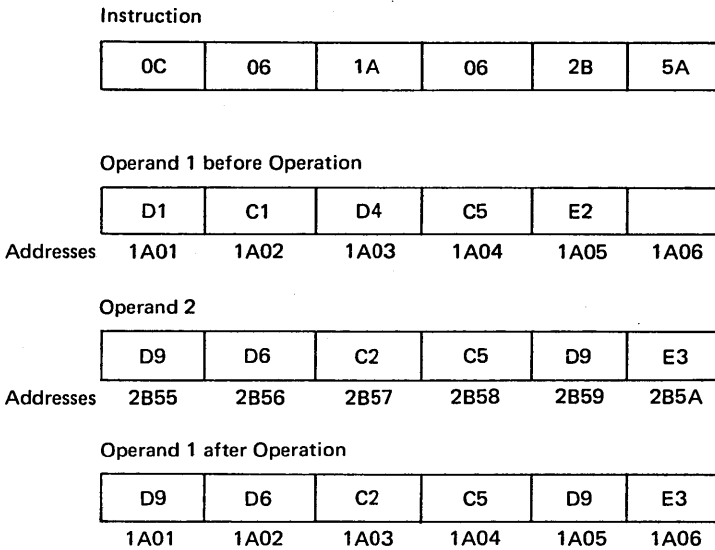 Instruction
0C 06 1A 06 2B 5A
Operand 1 before Operation
D1 C1 D4 C5 E2
Addresses 1A01 1A02 1A03 1A04 1A05 1A06
Operand 2
D9 D6 C2 C5 D9 E3
Addresses 2B55 2B56 2B57 2B58 2B59 2B5A
Operand 1 after Operation
D9 D6 C2 C5 D9 E3
1A01 1A02 1A03 1A04 1A05 1A06